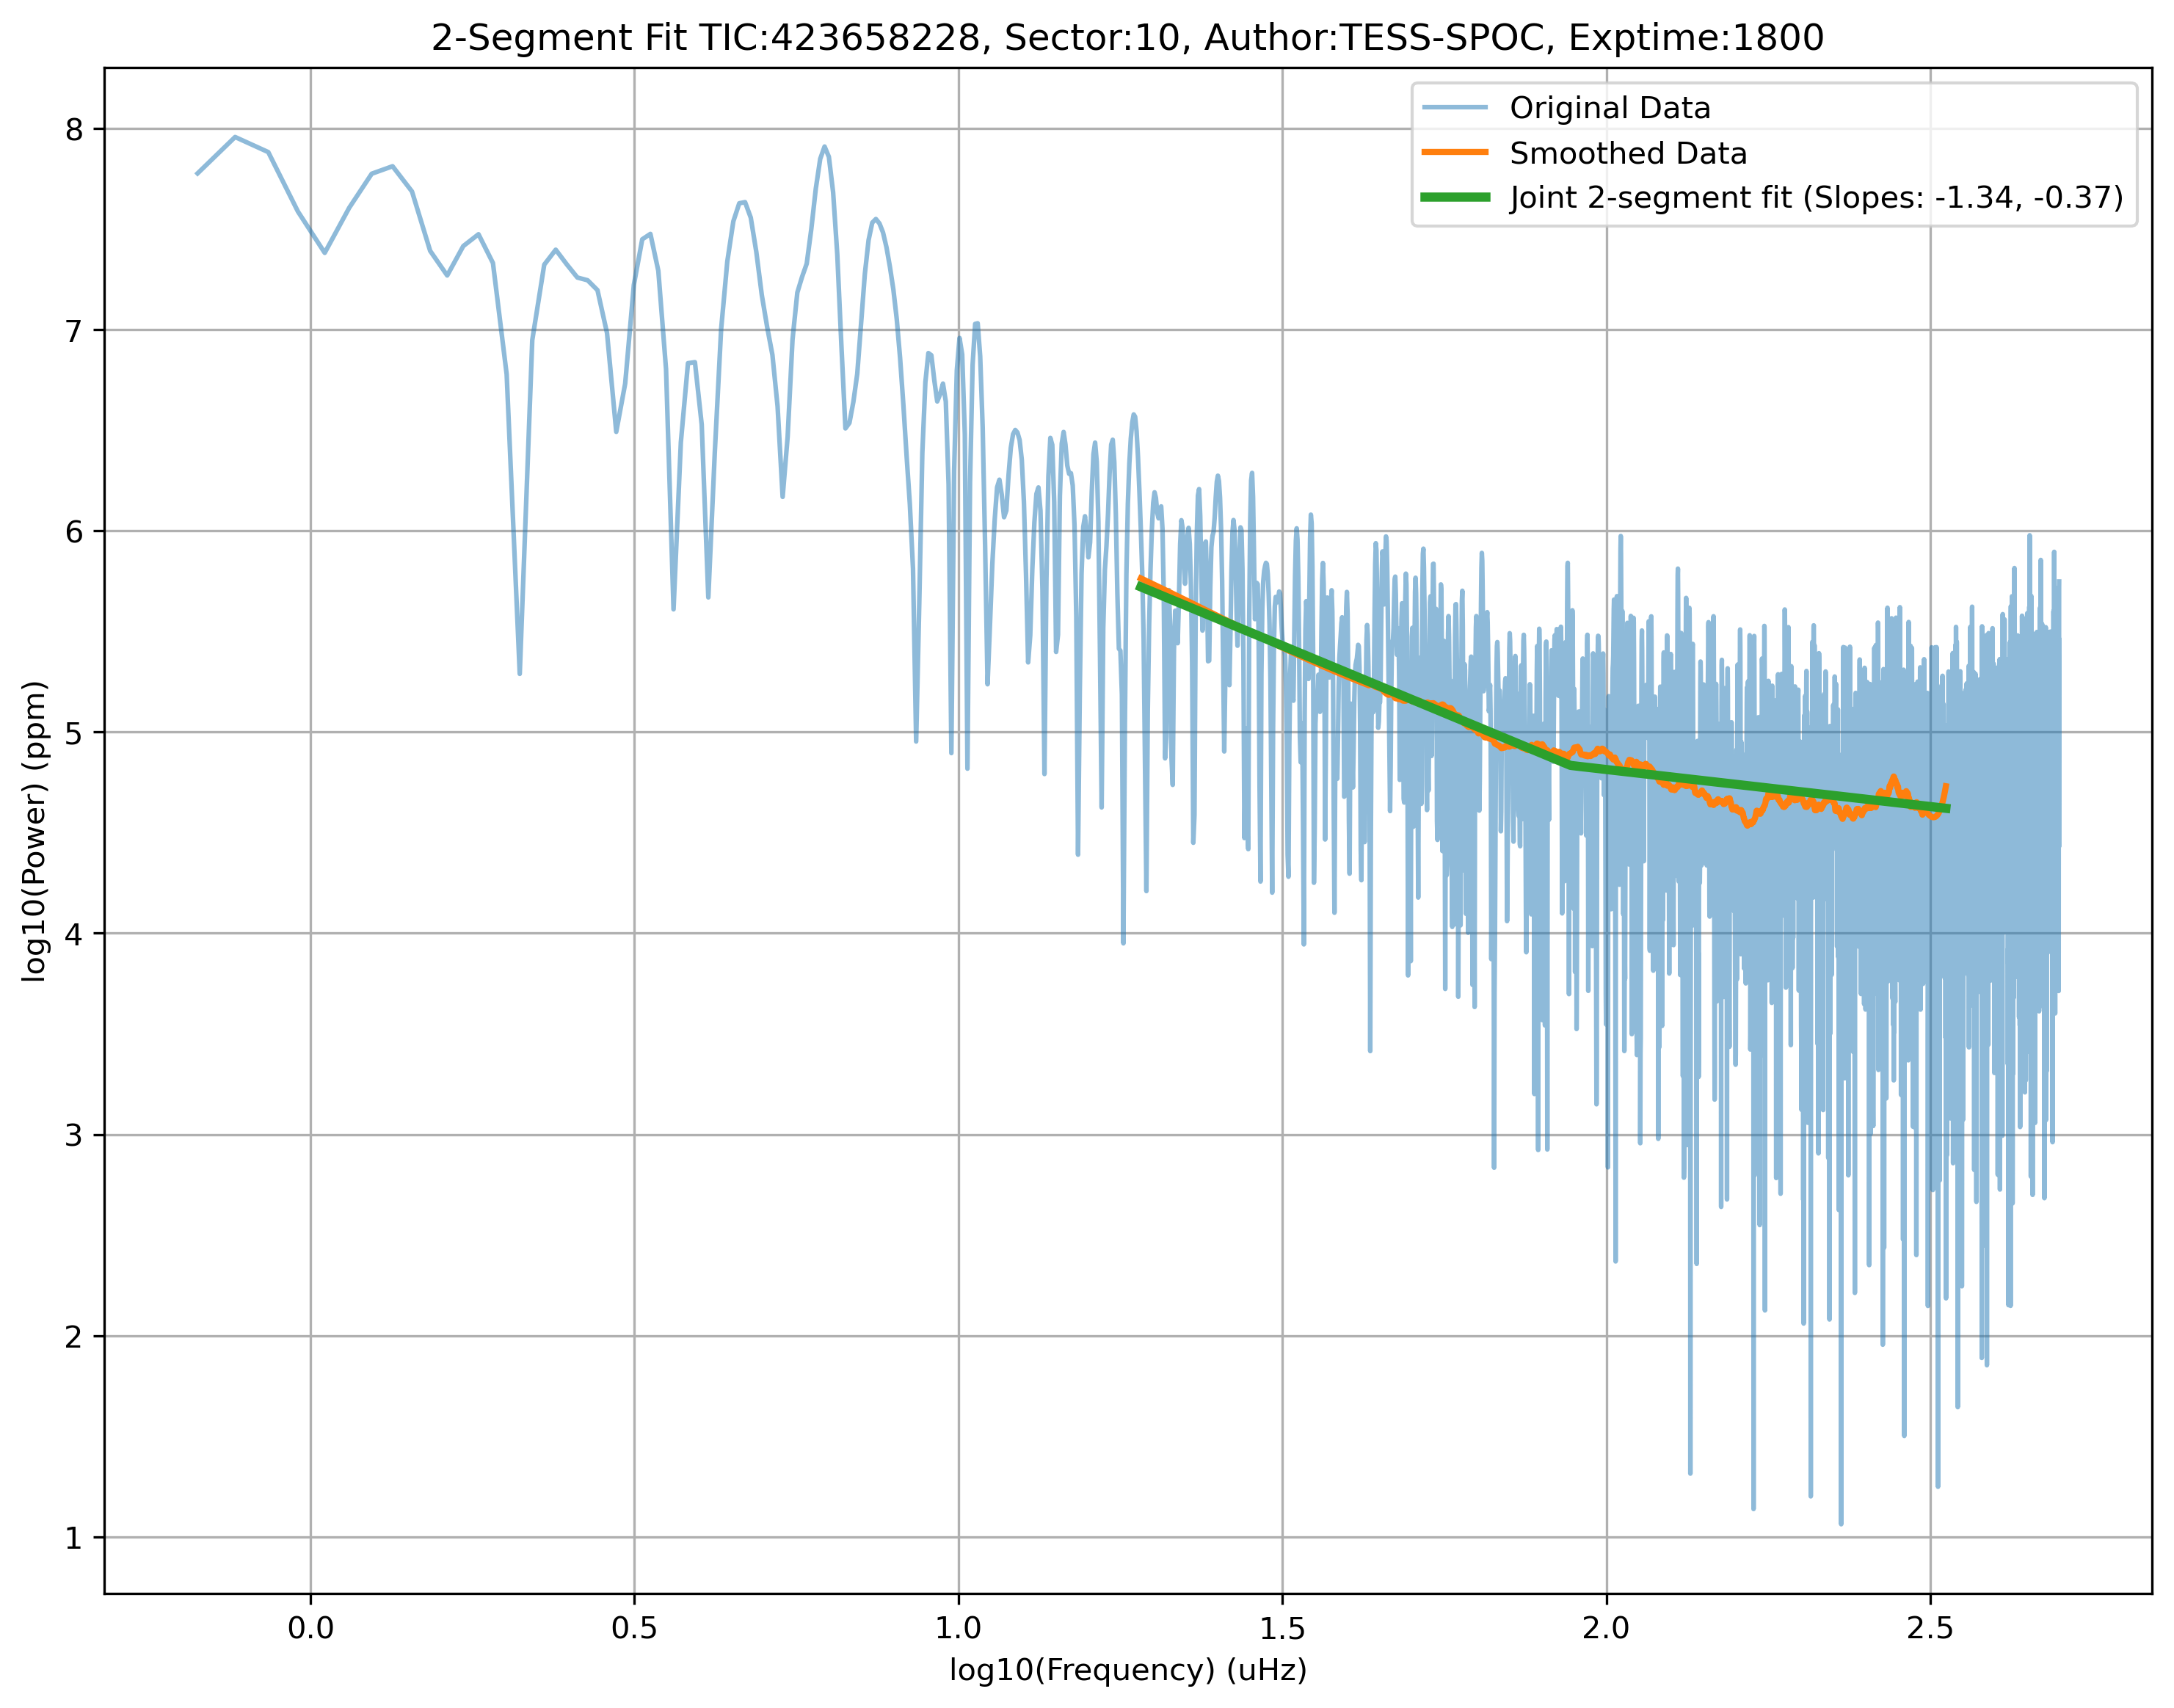 2-Segment Fit TIC:423658228, Sector:10, Author:TESS-SPOC, Exptime:1800
Original Data
Smoothed Data
Joint 2-segment fit (Slopes: -1.34, -0.37)
log10(Power) (ppm)
8
7
6
5
4
3
2
1
0.0 0.5 1.0 1.5 2.0 2.5
log10(Frequency) (uHz)